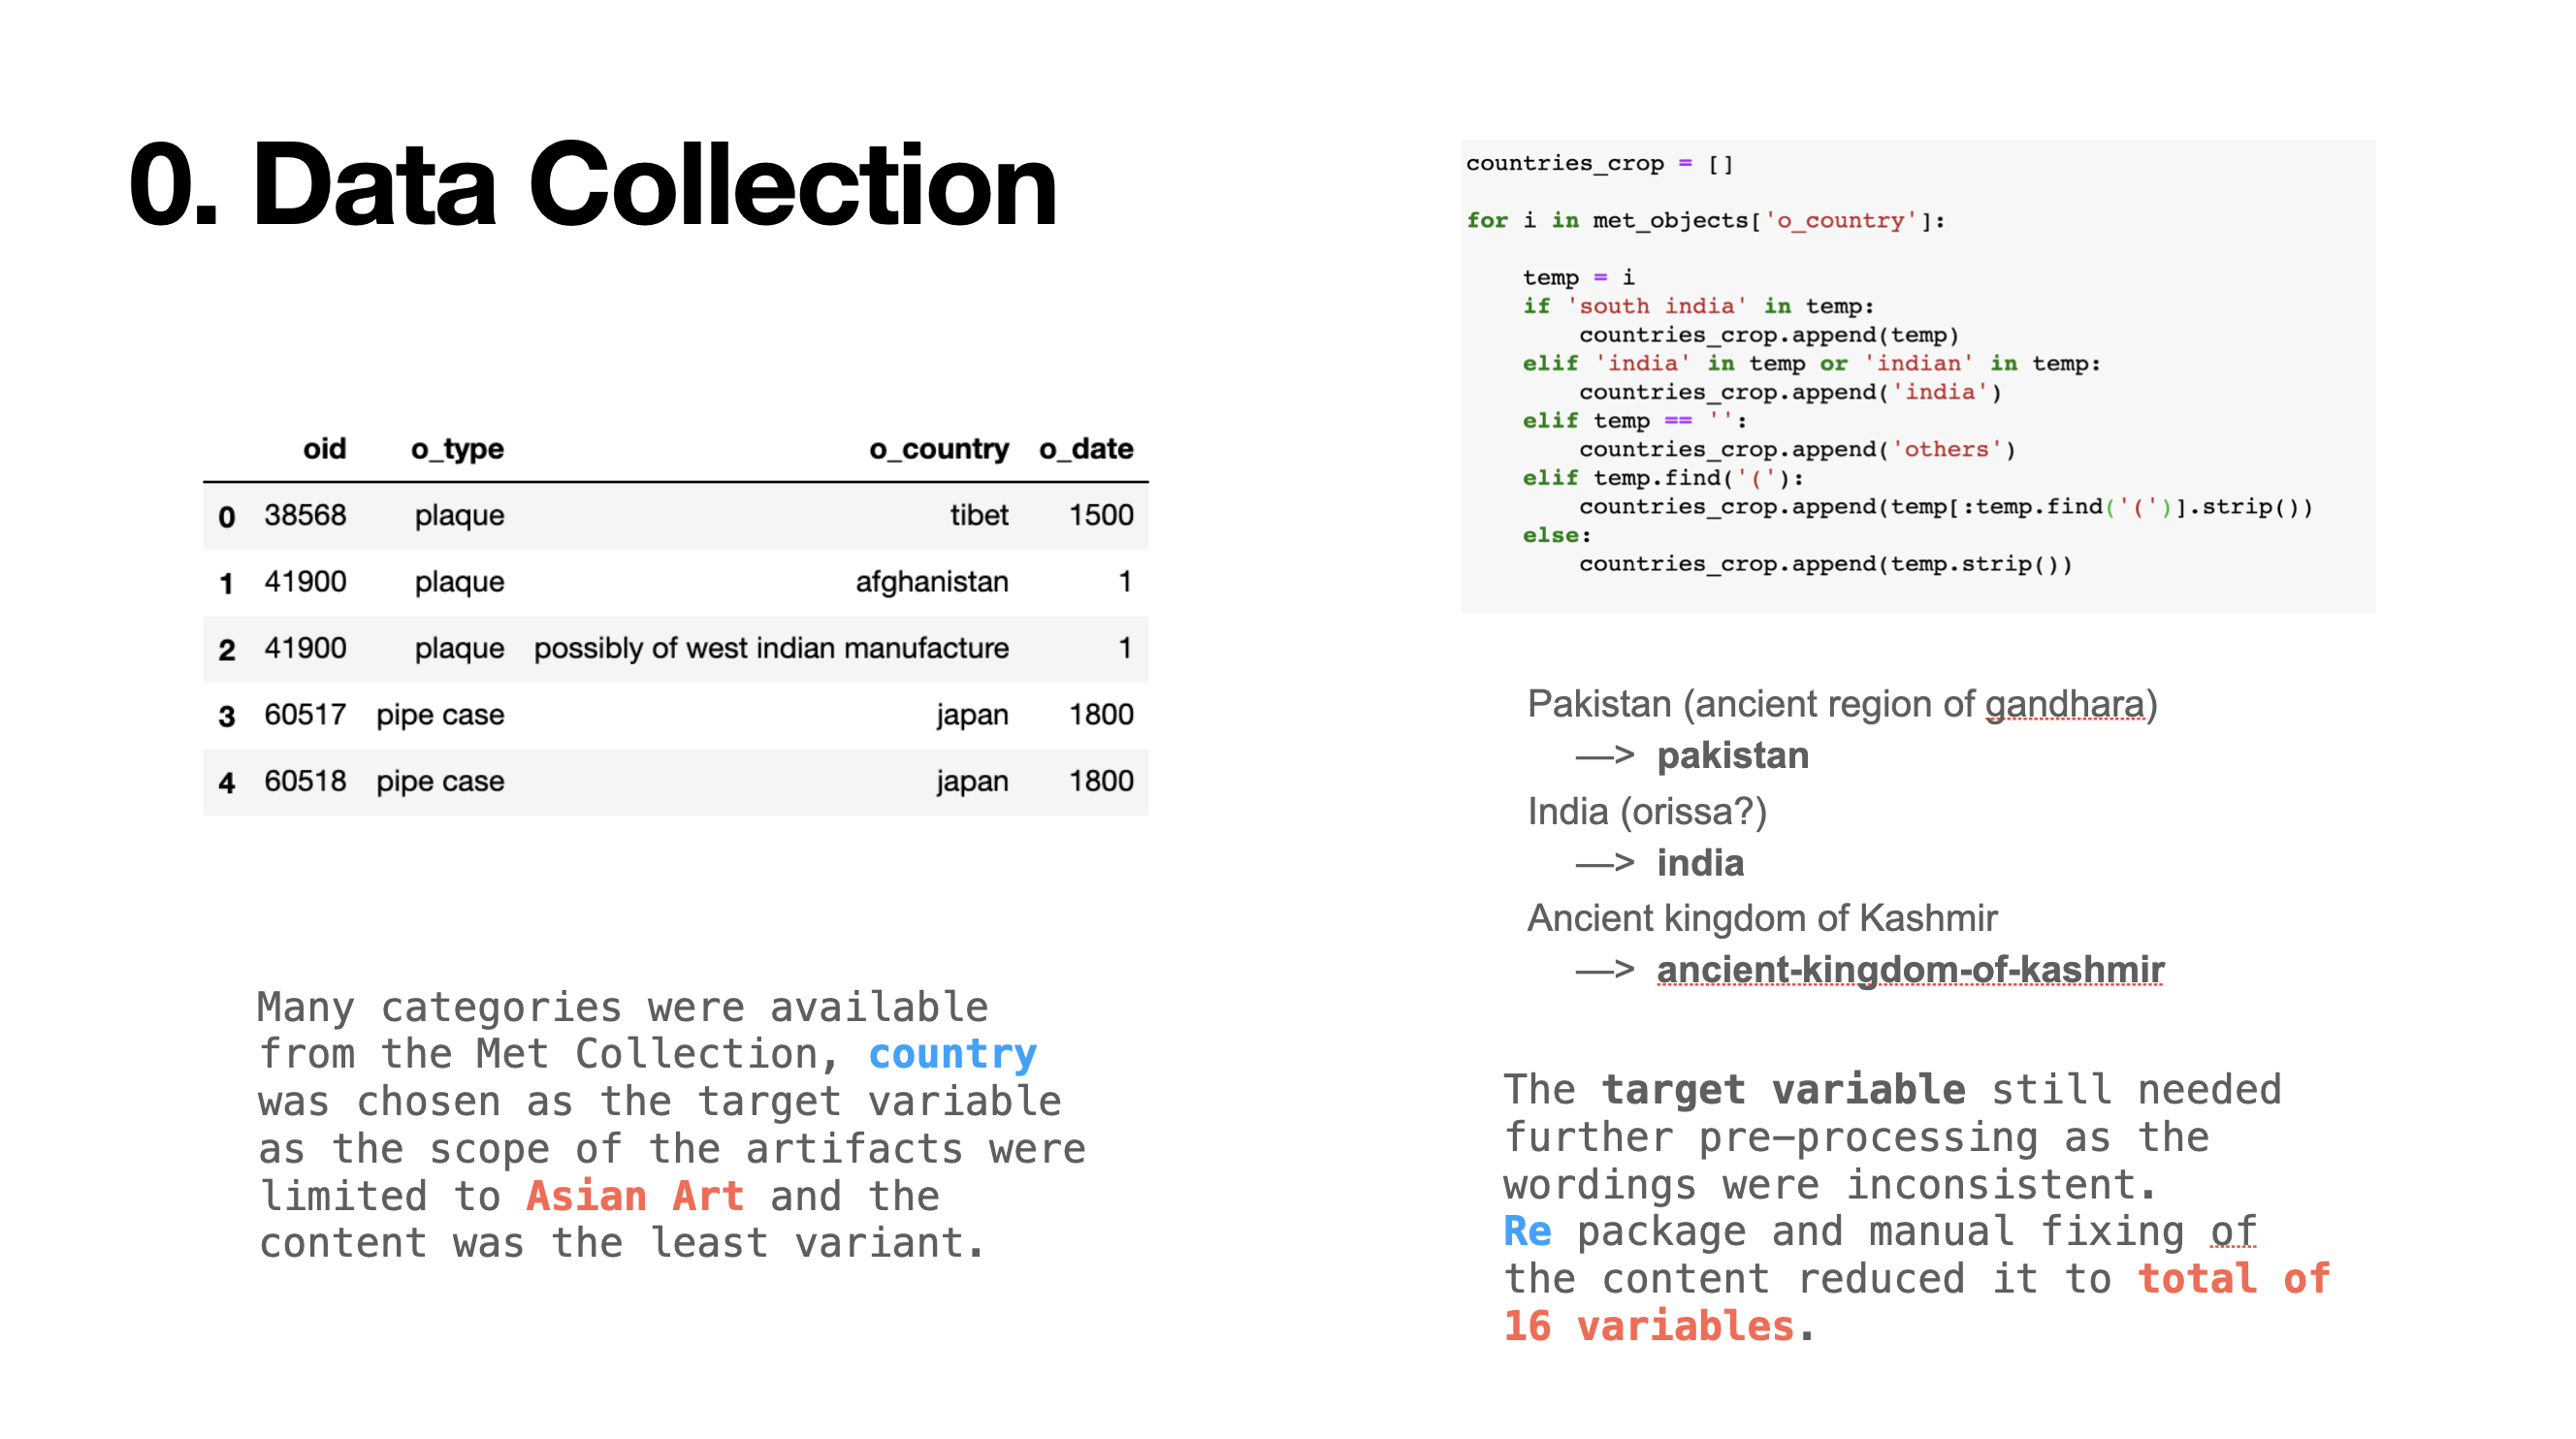 0. Data Collection
oid o_type o_country o_date
0 38568 plaque tibet 1500
1 41900 plaque afghanistan 1
2 41900 plaque possibly of west indian manufacture 1
3 60517 pipe case japan 1800
4 60518 pipe case japan 1800
Many categories were available
from the Met Collection, country
was chosen as the target variable
as the scope of the artifacts were
limited to Asian Art and the
content was the least variant.
countries_crop = []
for i in met_objects['o_country']:
    temp = i
    if 'south india' in temp:
        countries_crop.append(temp)
    elif 'india' in temp or 'indian' in temp:
        countries_crop.append('india')
    elif temp == '':
        countries_crop.append('others')
    elif temp.find('('):
        countries_crop.append(temp[:temp.find('(')].strip())
    else:
        countries_crop.append(temp.strip())
Pakistan (ancient region of gandhara)
—> pakistan
India (orissa?)
—> india
Ancient kingdom of Kashmir
—> ancient-kingdom-of-kashmir
The target variable still needed
further pre-processing as the
wordings were inconsistent.
Re package and manual fixing of
the content reduced it to total of
16 variables.